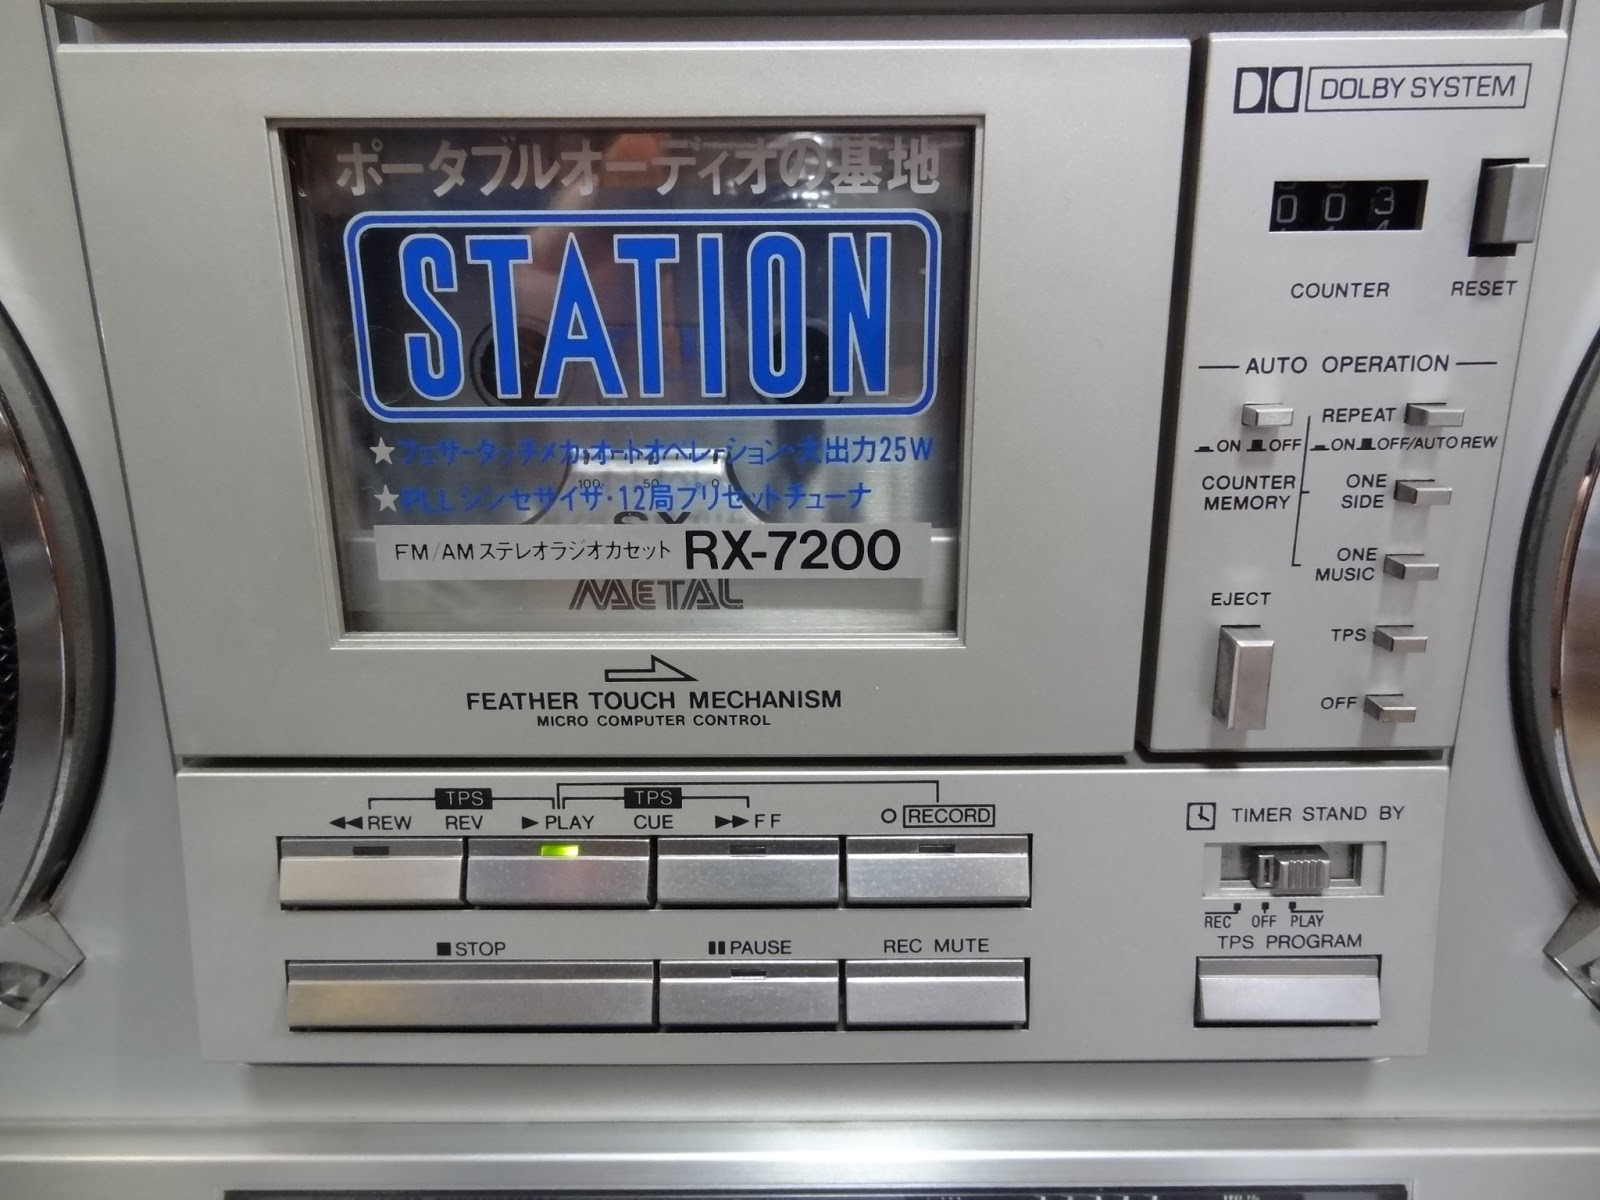 DOLBY SYSTEM
ポータブルオーディオの基地
STATION
★フェザータッチメカ・オートオペレーション・大出力25W
★PLLシンセサイザ・12局プリセットチューナ
100 50 0
FM/AMステレオラジオカセット RX-7200
METAL
FEATHER TOUCH MECHANISM
MICRO COMPUTER CONTROL
0 0 3
COUNTER RESET
AUTO OPERATION
REPEAT
ON OFF ON OFF/AUTO REW
COUNTER MEMORY
ONE SIDE
ONE MUSIC
EJECT
TPS
OFF
TPS TPS
◀◀REW REV ▶PLAY CUE ▶▶FF ○ RECORD
■STOP ▮▮PAUSE REC MUTE
TIMER STAND BY
REC OFF PLAY
TPS PROGRAM